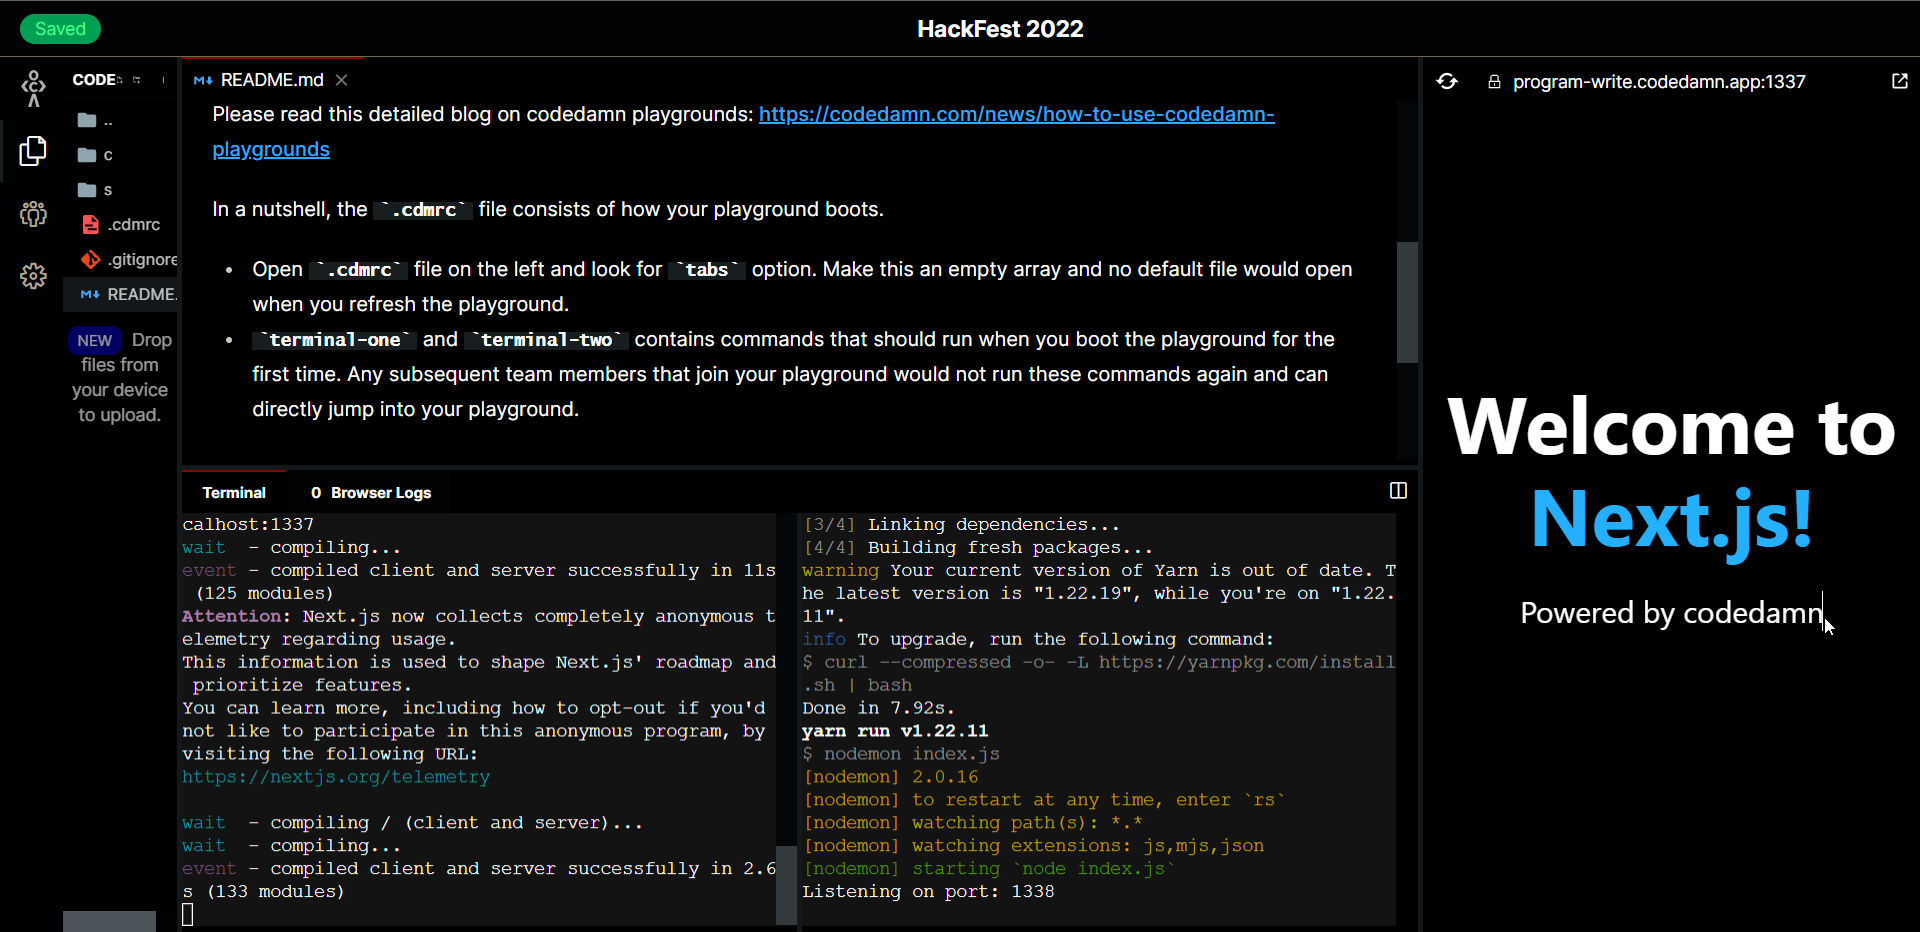 Saved
HackFest 2022
CODE
..
c
s
.cdmrc
.gitignore
README.
NEW Drop
files from
your device
to upload.
README.md
Please read this detailed blog on codedamn playgrounds: https://codedamn.com/news/how-to-use-codedamn-
playgrounds
In a nutshell, the `.cdmrc` file consists of how your playground boots.
• Open `.cdmrc` file on the left and look for `tabs` option. Make this an empty array and no default file would open
when you refresh the playground.
• `terminal-one` and `terminal-two` contains commands that should run when you boot the playground for the
first time. Any subsequent team members that join your playground would not run these commands again and can
directly jump into your playground.
Terminal 0 Browser Logs
calhost:1337
wait - compiling...
event - compiled client and server successfully in 11s
(125 modules)
Attention: Next.js now collects completely anonymous t
elemetry regarding usage.
This information is used to shape Next.js' roadmap and
prioritize features.
You can learn more, including how to opt-out if you'd
not like to participate in this anonymous program, by
visiting the following URL:
https://nextjs.org/telemetry
wait - compiling / (client and server)...
wait - compiling...
event - compiled client and server successfully in 2.6
s (133 modules)
[3/4] Linking dependencies...
[4/4] Building fresh packages...
warning Your current version of Yarn is out of date. T
he latest version is "1.22.19", while you're on "1.22.
11".
info To upgrade, run the following command:
$ curl --compressed -o- -L https://yarnpkg.com/install
.sh | bash
Done in 7.92s.
yarn run v1.22.11
$ nodemon index.js
[nodemon] 2.0.16
[nodemon] to restart at any time, enter `rs`
[nodemon] watching path(s): *.*
[nodemon] watching extensions: js,mjs,json
[nodemon] starting `node index.js`
Listening on port: 1338
program-write.codedamn.app:1337
Welcome to
Next.js!
Powered by codedamn